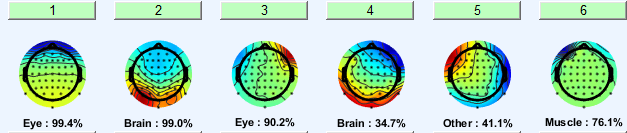 1 2 3 4 5 6
Eye : 99.4% Brain : 99.0% Eye : 90.2% Brain : 34.7% Other : 41.1% Muscle : 76.1%